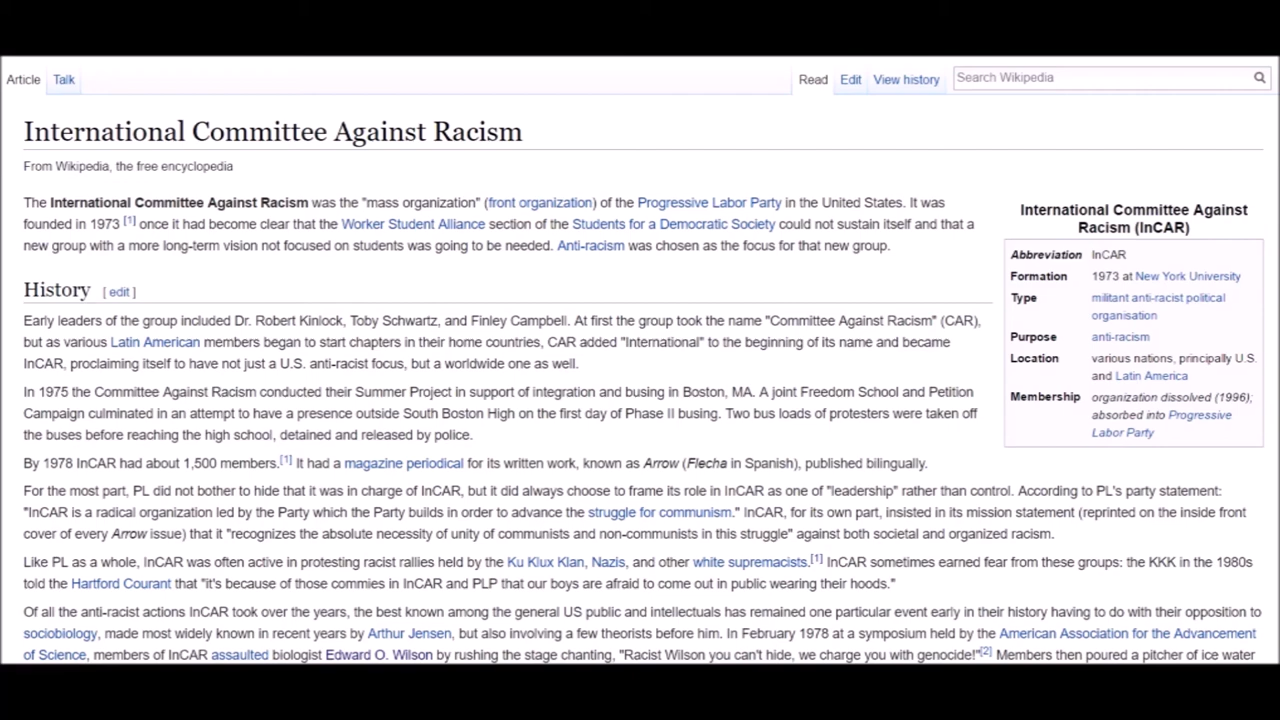 Article Talk Read Edit View history Search Wikipedia
International Committee Against Racism
From Wikipedia, the free encyclopedia
The International Committee Against Racism was the "mass organization" (front organization) of the Progressive Labor Party in the United States. It was
founded in 1973 [1] once it had become clear that the Worker Student Alliance section of the Students for a Democratic Society could not sustain itself and that a
new group with a more long-term vision not focused on students was going to be needed. Anti-racism was chosen as the focus for that new group.
International Committee Against
Racism (InCAR)
Abbreviation InCAR
Formation 1973 at New York University
Type militant anti-racist political
organisation
Purpose anti-racism
Location various nations, principally U.S.
and Latin America
Membership organization dissolved (1996);
absorbed into Progressive
Labor Party
History [ edit ]
Early leaders of the group included Dr. Robert Kinlock, Toby Schwartz, and Finley Campbell. At first the group took the name "Committee Against Racism" (CAR),
but as various Latin American members began to start chapters in their home countries, CAR added "International" to the beginning of its name and became
InCAR, proclaiming itself to have not just a U.S. anti-racist focus, but a worldwide one as well.
In 1975 the Committee Against Racism conducted their Summer Project in support of integration and busing in Boston, MA. A joint Freedom School and Petition
Campaign culminated in an attempt to have a presence outside South Boston High on the first day of Phase II busing. Two bus loads of protesters were taken off
the buses before reaching the high school, detained and released by police.
By 1978 InCAR had about 1,500 members.[1] It had a magazine periodical for its written work, known as Arrow (Flecha in Spanish), published bilingually.
For the most part, PL did not bother to hide that it was in charge of InCAR, but it did always choose to frame its role in InCAR as one of "leadership" rather than control. According to PL's party statement:
"InCAR is a radical organization led by the Party which the Party builds in order to advance the struggle for communism." InCAR, for its own part, insisted in its mission statement (reprinted on the inside front
cover of every Arrow issue) that it "recognizes the absolute necessity of unity of communists and non-communists in this struggle" against both societal and organized racism.
Like PL as a whole, InCAR was often active in protesting racist rallies held by the Ku Klux Klan, Nazis, and other white supremacists.[1] InCAR sometimes earned fear from these groups: the KKK in the 1980s
told the Hartford Courant that "it's because of those commies in InCAR and PLP that our boys are afraid to come out in public wearing their hoods."
Of all the anti-racist actions InCAR took over the years, the best known among the general US public and intellectuals has remained one particular event early in their history having to do with their opposition to
sociobiology, made most widely known in recent years by Arthur Jensen, but also involving a few theorists before him. In February 1978 at a symposium held by the American Association for the Advancement
of Science, members of InCAR assaulted biologist Edward O. Wilson by rushing the stage chanting, "Racist Wilson you can't hide, we charge you with genocide!"[2] Members then poured a pitcher of ice water